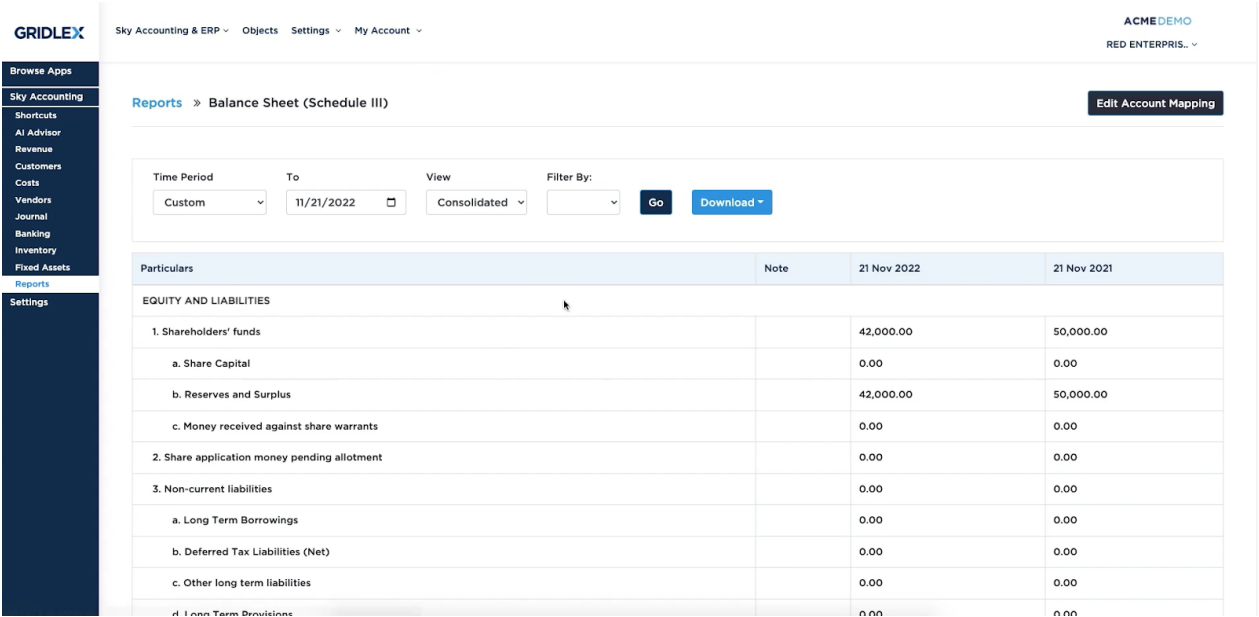 GRIDLEX
Sky Accounting & ERP Objects Settings My Account
ACMEDEMO
RED ENTERPRIS..
Browse Apps
Sky Accounting
Shortcuts
AI Advisor
Revenue
Customers
Costs
Vendors
Journal
Banking
Inventory
Fixed Assets
Reports
Settings
Reports » Balance Sheet (Schedule III)
Edit Account Mapping
Time Period To View Filter By:
Custom 11/21/2022 Consolidated Go Download
Particulars Note 21 Nov 2022 21 Nov 2021
EQUITY AND LIABILITIES
1. Shareholders' funds 42,000.00 50,000.00
a. Share Capital 0.00 0.00
b. Reserves and Surplus 42,000.00 50,000.00
c. Money received against share warrants 0.00 0.00
2. Share application money pending allotment 0.00 0.00
3. Non-current liabilities 0.00 0.00
a. Long Term Borrowings 0.00 0.00
b. Deferred Tax Liabilities (Net) 0.00 0.00
c. Other long term liabilities 0.00 0.00
d. Long Term Provisions 0.00 0.00